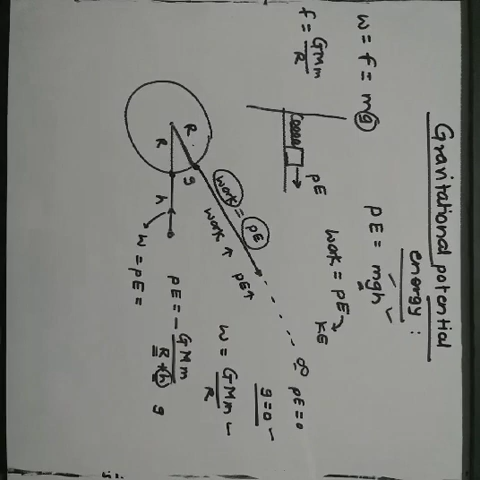 Gravitational potential
energy :
W = F = mg
PE = mgh
F = GMm
R
PE
work = PE
KE
R
R
g
h
work = PE
work ↑ PE↑
∞ PE = 0
g = 0
W = GMm
R
W = PE =
PE = - GMm
R+h
g